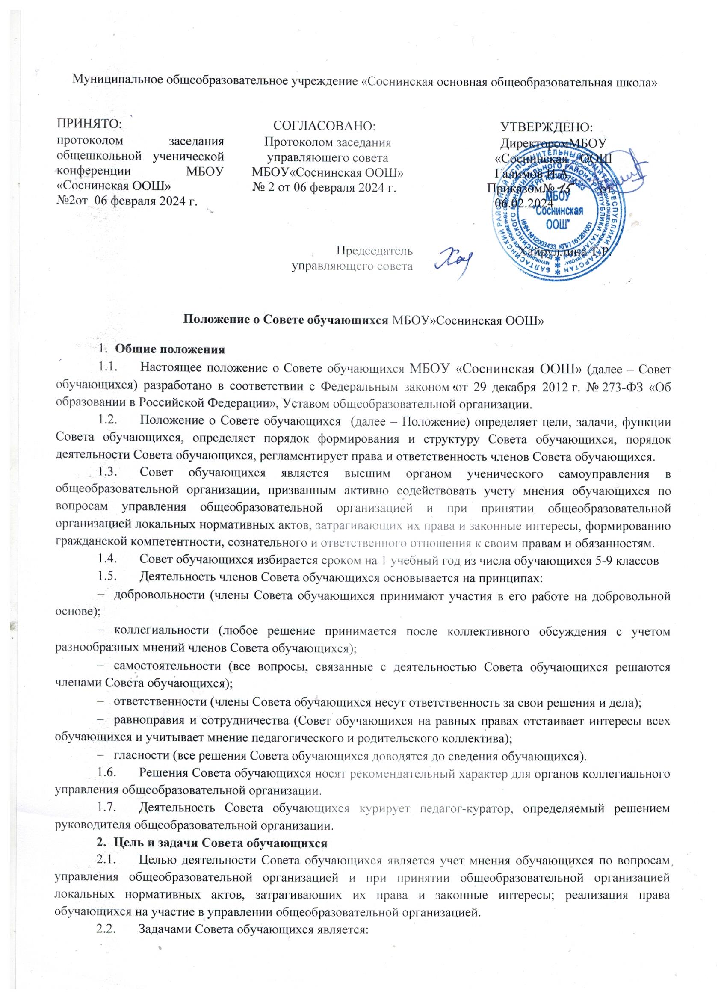 Муниципальное общеобразовательное учреждение «Соснинская основная общеобразовательная школа»
ПРИНЯТО:
протоколом заседания
общешкольной ученической
конференции МБОУ
«Соснинская ООШ»
№2от_06 февраля 2024 г.
СОГЛАСОВАНО:
Протоколом заседания
управляющего совета
МБОУ«Соснинская ООШ»
№ 2 от 06 февраля 2024 г.
УТВЕРЖДЕНО:
ДиректоромМБОУ
«Соснинская ООШ
Галимов И.А.
Приказом№ 15 от
06.02.2024
МБОУ
"Соснинская
ООШ"
ИНН 1612003433 КПП 161201001
Председатель
управляющего совета
Хайруллина Т.Р.
Положение о Совете обучающихся МБОУ»Соснинская ООШ»
1. Общие положения
1.1. Настоящее положение о Совете обучающихся МБОУ «Соснинская ООШ» (далее – Совет
обучающихся) разработано в соответствии с Федеральным законом от 29 декабря 2012 г. № 273-ФЗ «Об
образовании в Российской Федерации», Уставом общеобразовательной организации.
1.2. Положение о Совете обучающихся (далее – Положение) определяет цели, задачи, функции
Совета обучающихся, определяет порядок формирования и структуру Совета обучающихся, порядок
деятельности Совета обучающихся, регламентирует права и ответственность членов Совета обучающихся.
1.3. Совет обучающихся является высшим органом ученического самоуправления в
общеобразовательной организации, призванным активно содействовать учету мнения обучающихся по
вопросам управления общеобразовательной организацией и при принятии общеобразовательной
организацией локальных нормативных актов, затрагивающих их права и законные интересы, формированию
гражданской компетентности, сознательного и ответственного отношения к своим правам и обязанностям.
1.4. Совет обучающихся избирается сроком на 1 учебный год из числа обучающихся 5-9 классов
1.5. Деятельность членов Совета обучающихся основывается на принципах:
– добровольности (члены Совета обучающихся принимают участия в его работе на добровольной
основе);
– коллегиальности (любое решение принимается после коллективного обсуждения с учетом
разнообразных мнений членов Совета обучающихся);
– самостоятельности (все вопросы, связанные с деятельностью Совета обучающихся решаются
членами Совета обучающихся);
– ответственности (члены Совета обучающихся несут ответственность за свои решения и дела);
– равноправия и сотрудничества (Совет обучающихся на равных правах отстаивает интересы всех
обучающихся и учитывает мнение педагогического и родительского коллектива);
– гласности (все решения Совета обучающихся доводятся до сведения обучающихся).
1.6. Решения Совета обучающихся носят рекомендательный характер для органов коллегиального
управления общеобразовательной организации.
1.7. Деятельность Совета обучающихся курирует педагог-куратор, определяемый решением
руководителя общеобразовательной организации.
2. Цель и задачи Совета обучающихся
2.1. Целью деятельности Совета обучающихся является учет мнения обучающихся по вопросам
управления общеобразовательной организацией и при принятии общеобразовательной организацией
локальных нормативных актов, затрагивающих их права и законные интересы; реализация права
обучающихся на участие в управлении общеобразовательной организацией.
2.2. Задачами Совета обучающихся является: